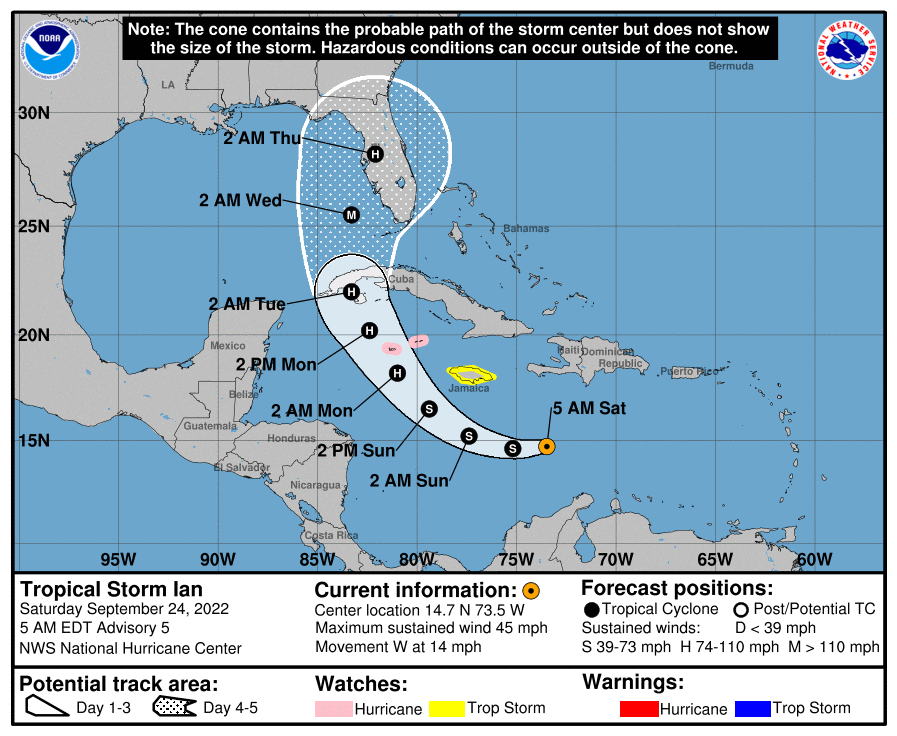 Note: The cone contains the probable path of the storm center but does not show
the size of the storm. Hazardous conditions can occur outside of the cone.
NOAA
NATIONAL WEATHER SERVICE
Bermuda
LA
30N
2 AM Thu
2 AM Wed
25N
Bahamas
Cuba
2 AM Tue
20N
Mexico
Haiti
Dominican
Republic
Puerto Rico
2 PM Mon
Jamaica
Belize
2 AM Mon
5 AM Sat
Guatemala
15N
Honduras
2 PM Sun
El Salvador
2 AM Sun
Nicaragua
Costa Rica
95W 90W 85W 80W 75W 70W 65W 60W
H
M
H
H
H
S
S
S
Tropical Storm Ian
Saturday September 24, 2022
5 AM EDT Advisory 5
NWS National Hurricane Center
Current information:
Center location 14.7 N 73.5 W
Maximum sustained wind 45 mph
Movement W at 14 mph
Forecast positions:
Tropical Cyclone Post/Potential TC
Sustained winds: D < 39 mph
S 39-73 mph H 74-110 mph M > 110 mph
Potential track area:
Day 1-3 Day 4-5
Watches:
Hurricane Trop Storm
Warnings:
Hurricane Trop Storm